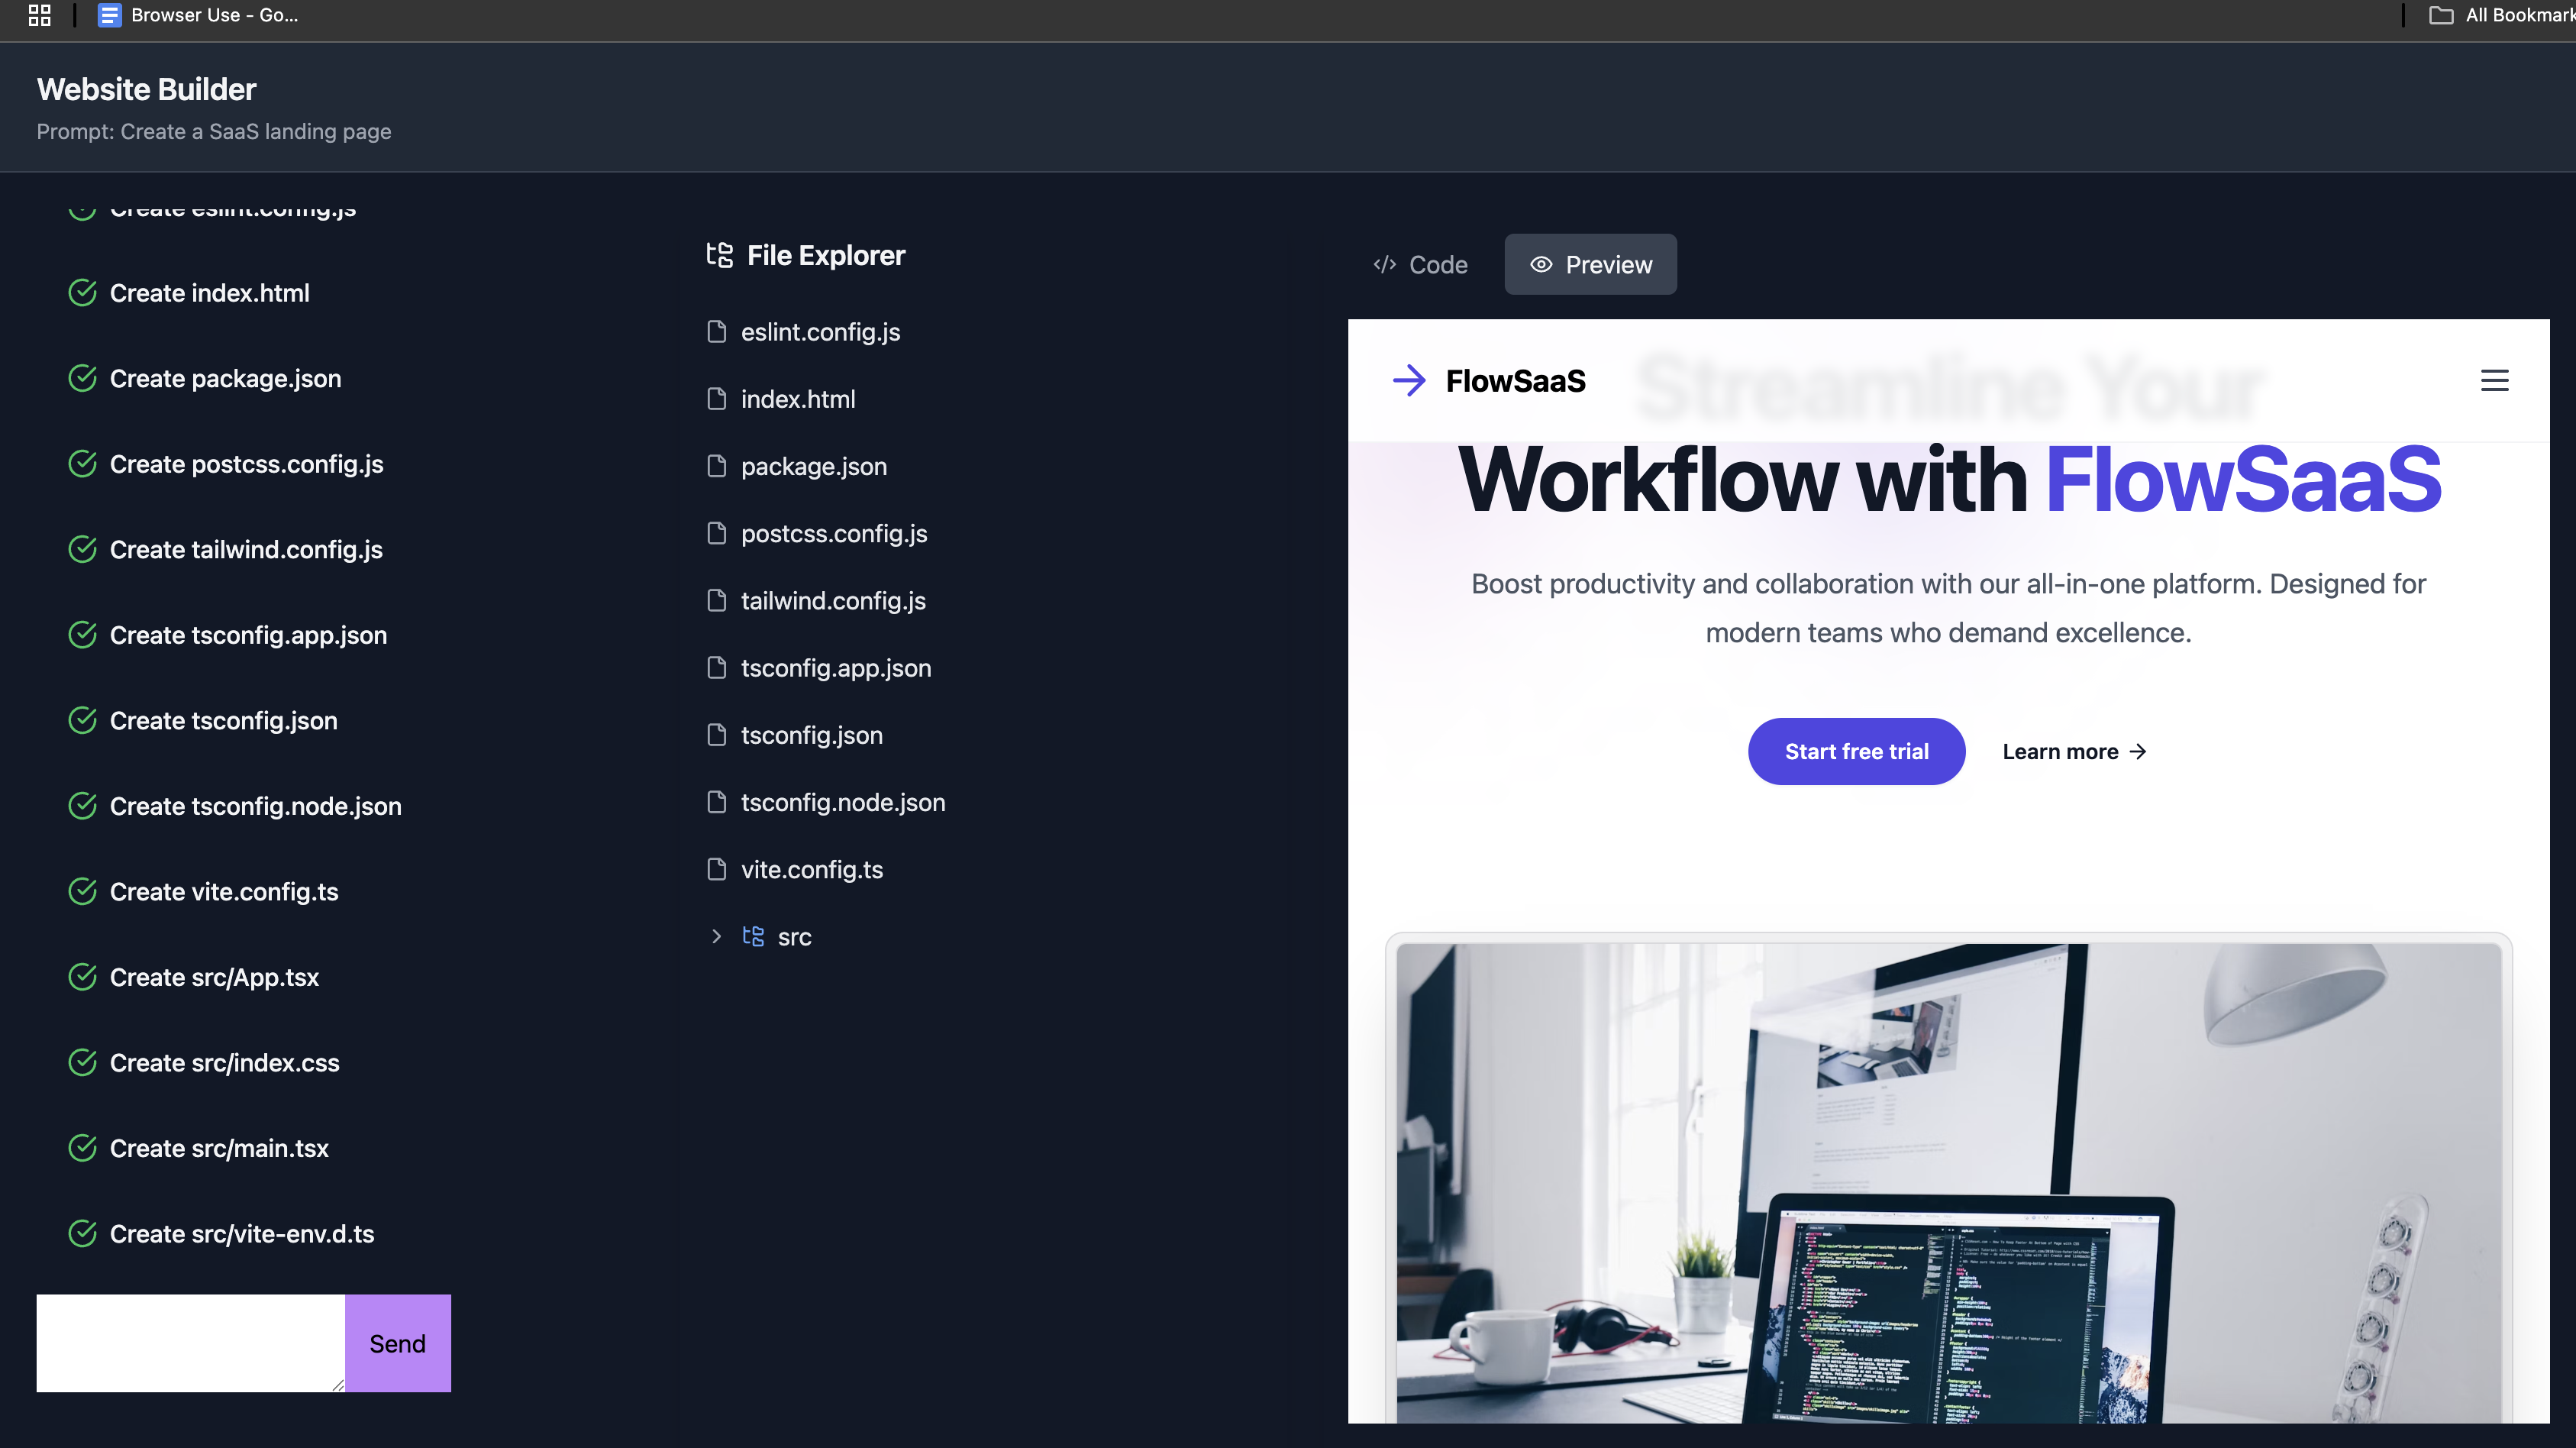 Browser Use - Go...
All Bookmark
Website Builder
Prompt: Create a SaaS landing page
Create eslint.config.js
Create index.html
Create package.json
Create postcss.config.js
Create tailwind.config.js
Create tsconfig.app.json
Create tsconfig.json
Create tsconfig.node.json
Create vite.config.ts
Create src/App.tsx
Create src/index.css
Create src/main.tsx
Create src/vite-env.d.ts
Send
File Explorer
eslint.config.js
index.html
package.json
postcss.config.js
tailwind.config.js
tsconfig.app.json
tsconfig.json
tsconfig.node.json
vite.config.ts
src
Code
Preview
FlowSaaS
Streamline Your
Workflow with FlowSaaS
Boost productivity and collaboration with our all-in-one platform. Designed for
modern teams who demand excellence.
Start free trial
Learn more →